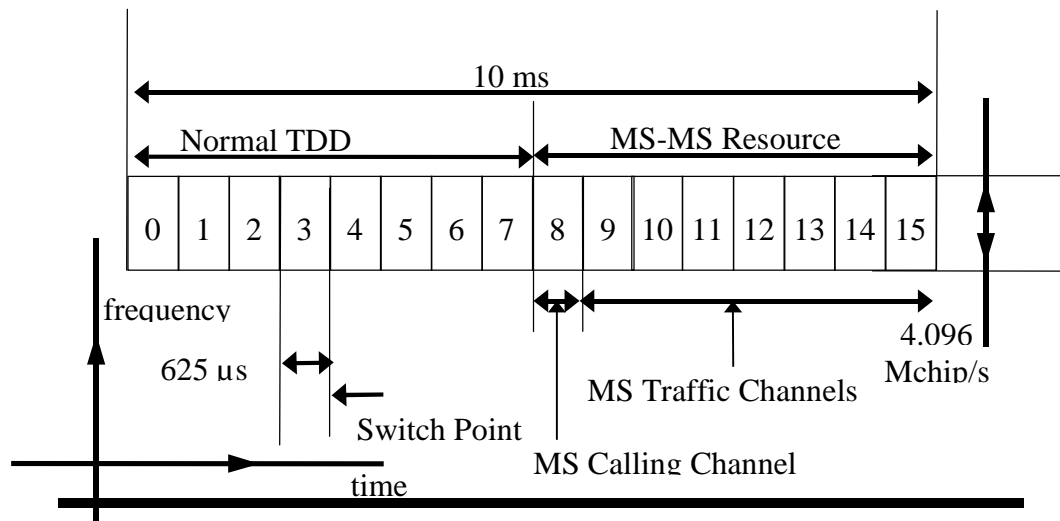 10 ms
Normal TDD
MS-MS Resource
0 1 2 3 4 5 6 7 8 9 10 11 12 13 14 15
frequency
625 µs
4.096
Mchip/s
MS Traffic Channels
Switch Point
MS Calling Channel
time